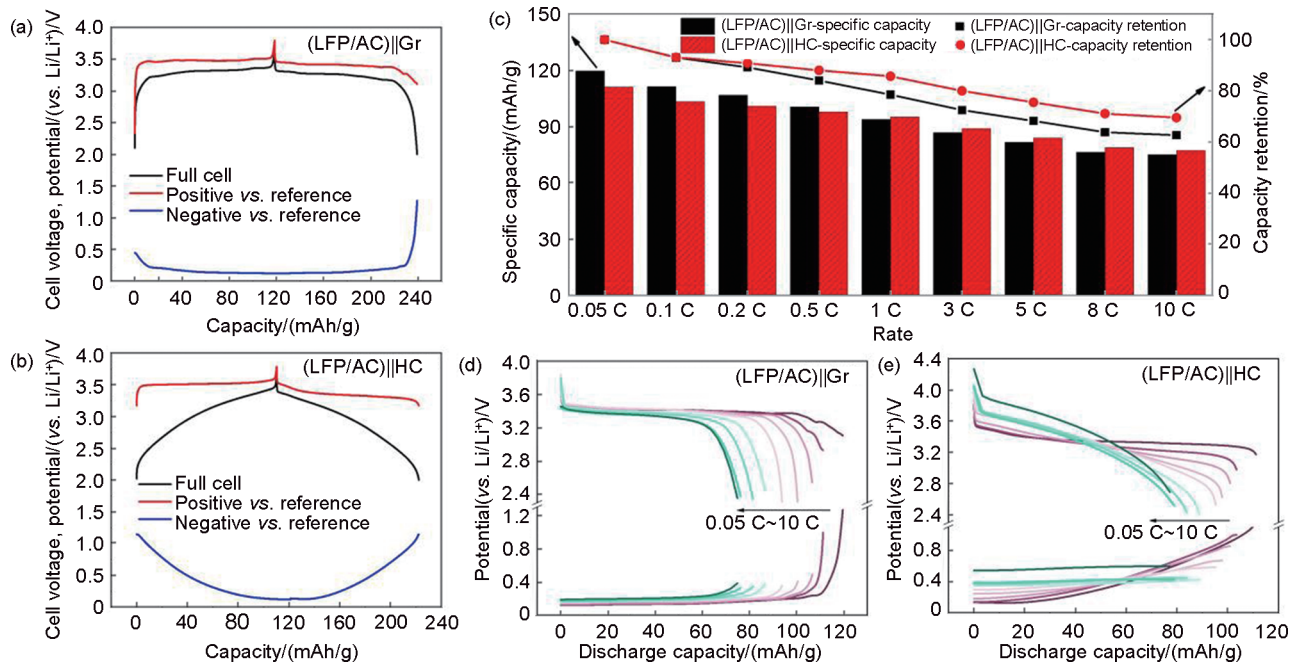 (a)
(LFP/AC)||Gr
Cell voltage, potential/(vs. Li/Li⁺)/V
4.0
3.5
3.0
2.5
2.0
1.5
1.0
0.5
0
Full cell
Positive vs. reference
Negative vs. reference
0 40 80 120 160 200 240
Capacity/(mAh/g)
(b)
(LFP/AC)||HC
Cell voltage, potential/(vs. Li/Li⁺)/V
4.0
3.5
3.0
2.5
2.0
1.5
1.0
0.5
0
Full cell
Positive vs. reference
Negative vs. reference
0 40 80 120 160 200 240
Capacity/(mAh/g)
(c)
Specific capacity/(mAh/g)
150
120
90
60
30
0
(LFP/AC)||Gr-specific capacity
(LFP/AC)||HC-specific capacity
(LFP/AC)||Gr-capacity retention
(LFP/AC)||HC-capacity retention
100
80
60
40
20
0
Capacity retention/%
0.05 C 0.1 C 0.2 C 0.5 C 1 C 3 C 5 C 8 C 10 C
Rate
(d)
(LFP/AC)||Gr
Potential(vs. Li/Li⁺)/V
4.0
3.6
3.2
2.8
2.4
1.2
0.8
0.4
0
0.05 C~10 C
0 20 40 60 80 100 120
Discharge capacity/(mAh/g)
(e)
(LFP/AC)||HC
Potential(vs. Li/Li⁺)/V
4.4
4.0
3.6
3.2
2.8
2.4
0.8
0.4
0
0.05 C~10 C
0 20 40 60 80 100 120
Discharge capacity/(mAh/g)